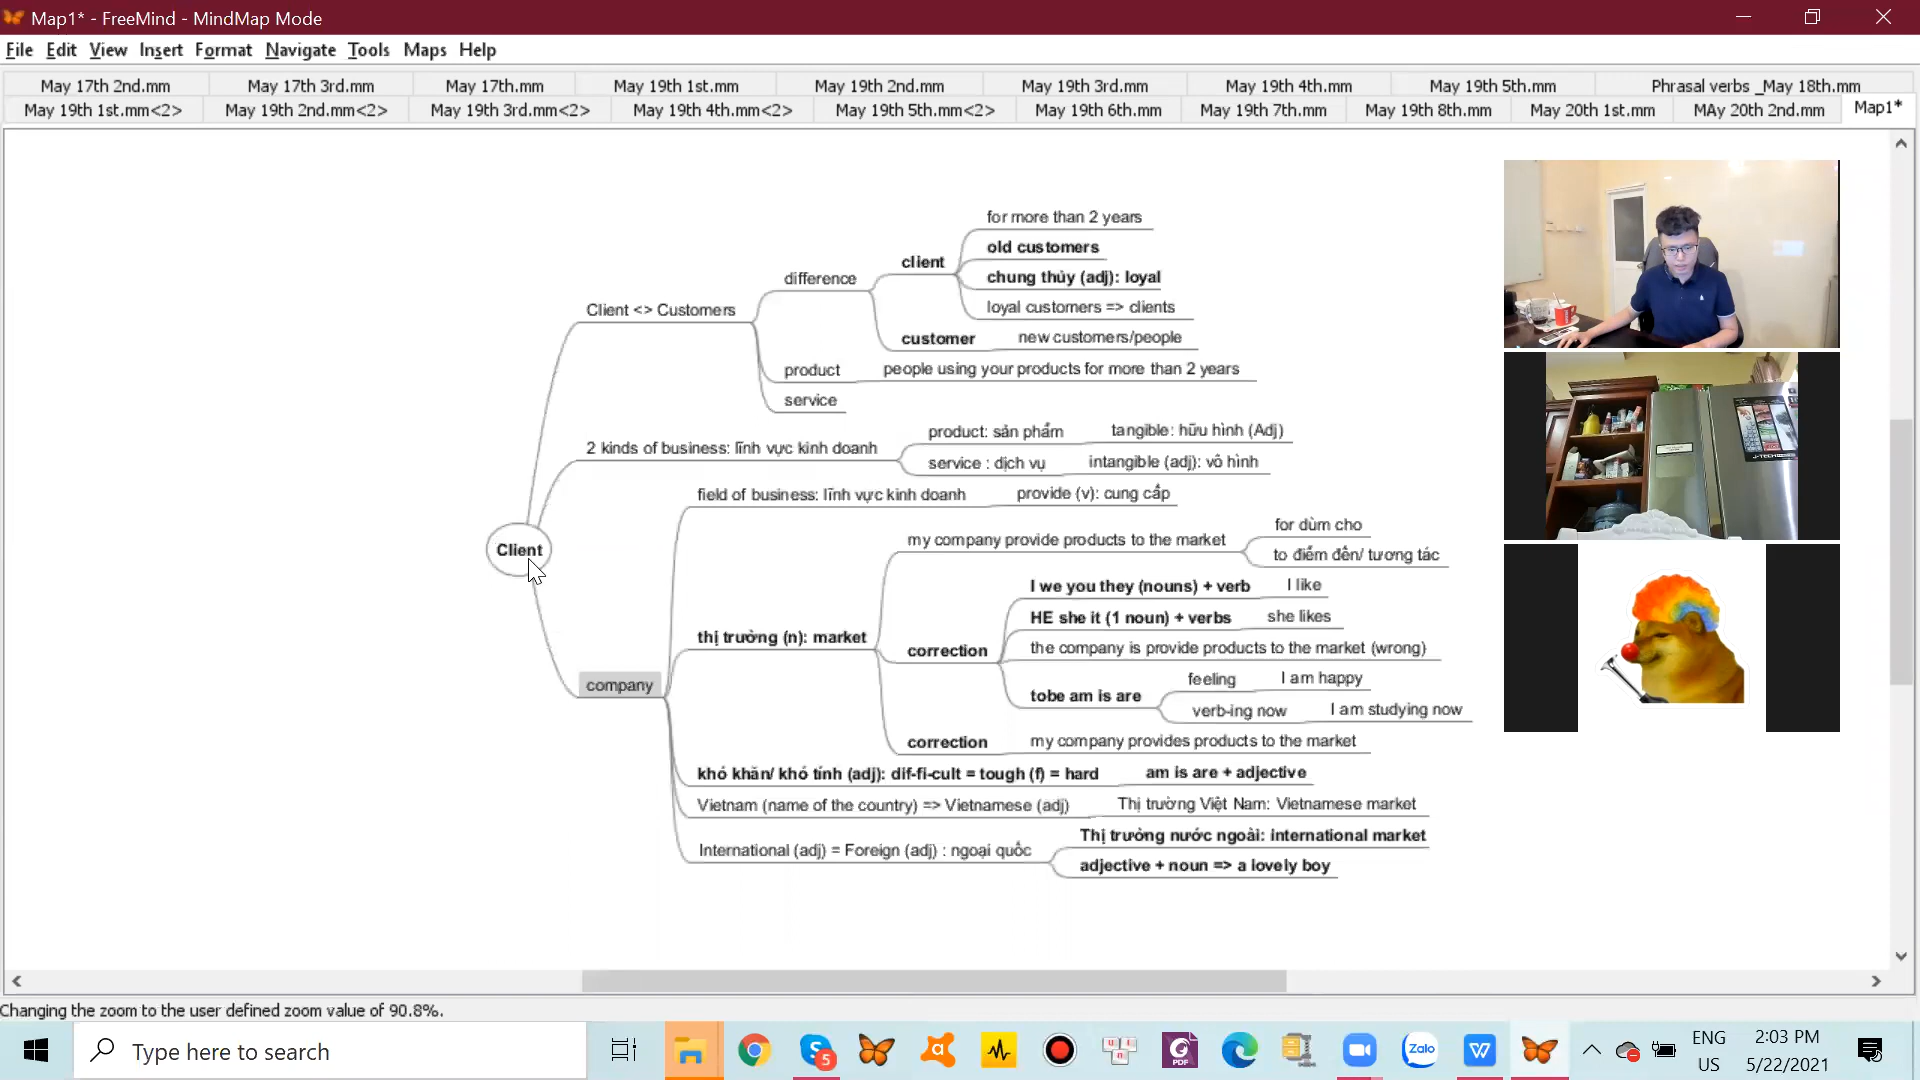 Map1* - FreeMind - MindMap Mode
File Edit View Insert Format Navigate Tools Maps Help
May 17th 2nd.mm May 17th 3rd.mm May 17th.mm May 19th 1st.mm May 19th 2nd.mm May 19th 3rd.mm May 19th 4th.mm May 19th 5th.mm Phrasal verbs _May 18th.mm
May 19th 1st.mm<2> May 19th 2nd.mm<2> May 19th 3rd.mm<2> May 19th 4th.mm<2> May 19th 5th.mm<2> May 19th 6th.mm May 19th 7th.mm May 19th 8th.mm May 20th 1st.mm MAy 20th 2nd.mm Map1*
for more than 2 years
old customers
client
chung thủy (adj): loyal
difference
loyal customers => clients
Client <> Customers
customer new customers/people
product people using your products for more than 2 years
service
product: sản phẩm tangible: hữu hình (Adj)
2 kinds of business: lĩnh vực kinh doanh
service : dịch vụ intangible (adj): vô hình
field of business: lĩnh vực kinh doanh provide (v): cung cấp
for dùm cho
my company provide products to the market
to điểm đến/ tương tác
Client
I we you they (nouns) + verb I like
HE she it (1 noun) + verbs she likes
thị trường (n): market
correction the company is provide products to the market (wrong)
feeling I am happy
company
tobe am is are
verb-ing now I am studying now
correction my company provides products to the market
khó khăn/ khó tính (adj): dif-fi-cult = tough (f) = hard am is are + adjective
Vietnam (name of the country) => Vietnamese (adj) Thị trường Việt Nam: Vietnamese market
Thị trường nước ngoài: international market
International (adj) = Foreign (adj) : ngoại quốc
adjective + noun => a lovely boy
J-TECH
Changing the zoom to the user defined zoom value of 90.8%.
Type here to search
5
u i n
PDF
Zalo
W
ENG
US
2:03 PM
5/22/2021